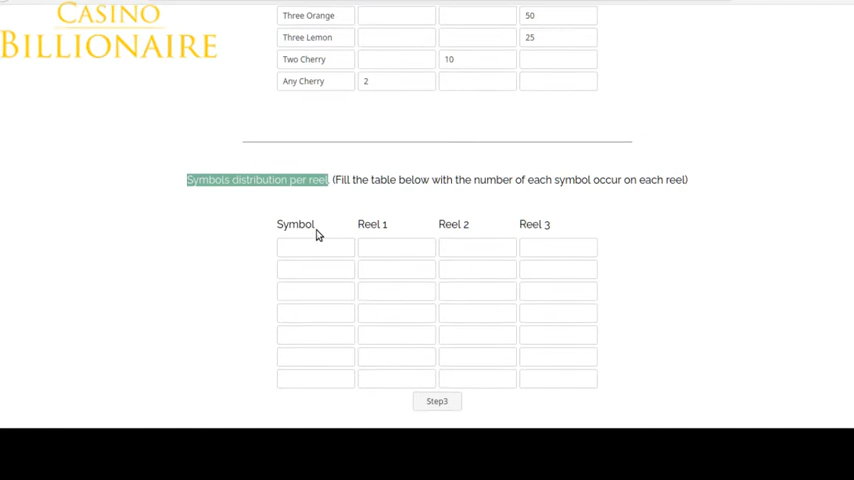 CASINO
BILLIONAIRE
Three Orange 50
Three Lemon 25
Two Cherry 10
Any Cherry 2
Symbols distribution per reel. (Fill the table below with the number of each symbol occur on each reel)
Symbol Reel 1 Reel 2 Reel 3
Step3